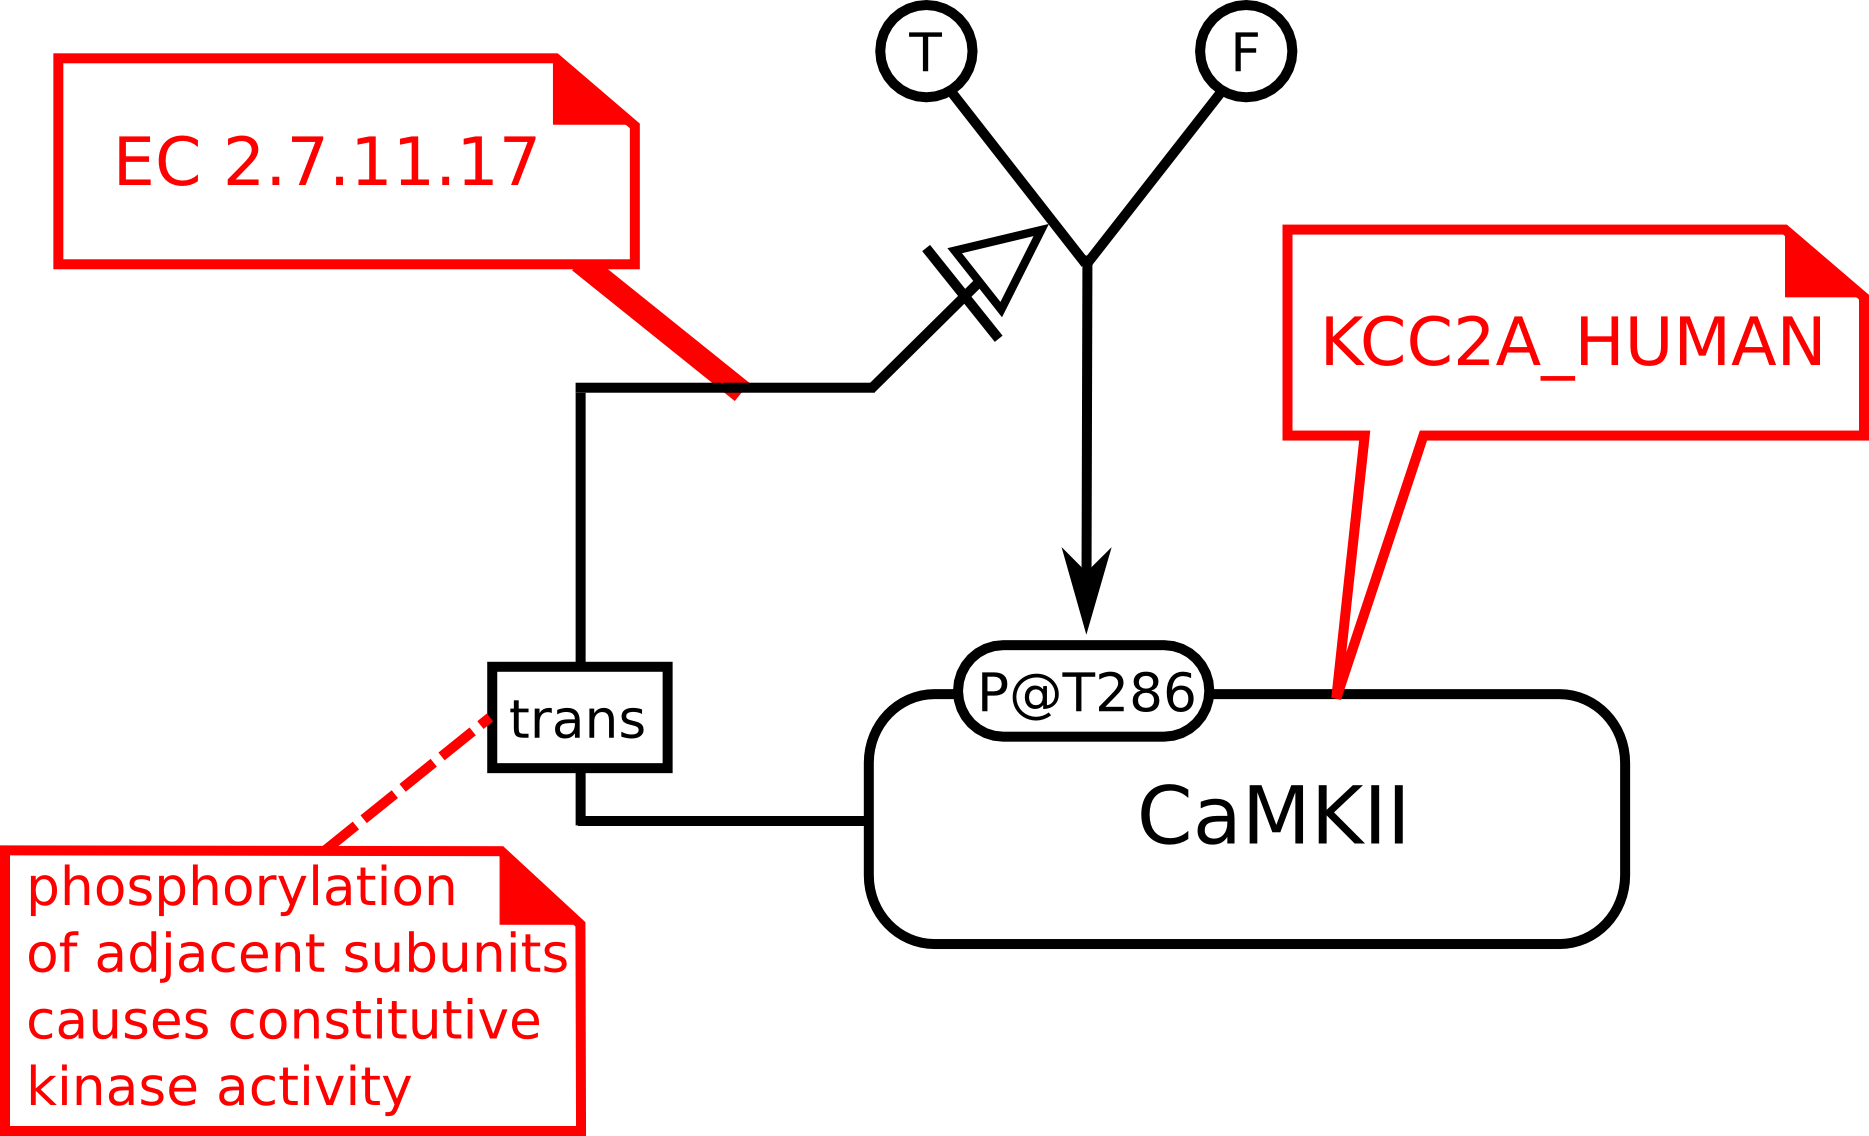 T
F
EC 2.7.11.17
KCC2A_HUMAN
P@T286
trans
CaMKII
phosphorylation
of adjacent subunits
causes constitutive
kinase activity